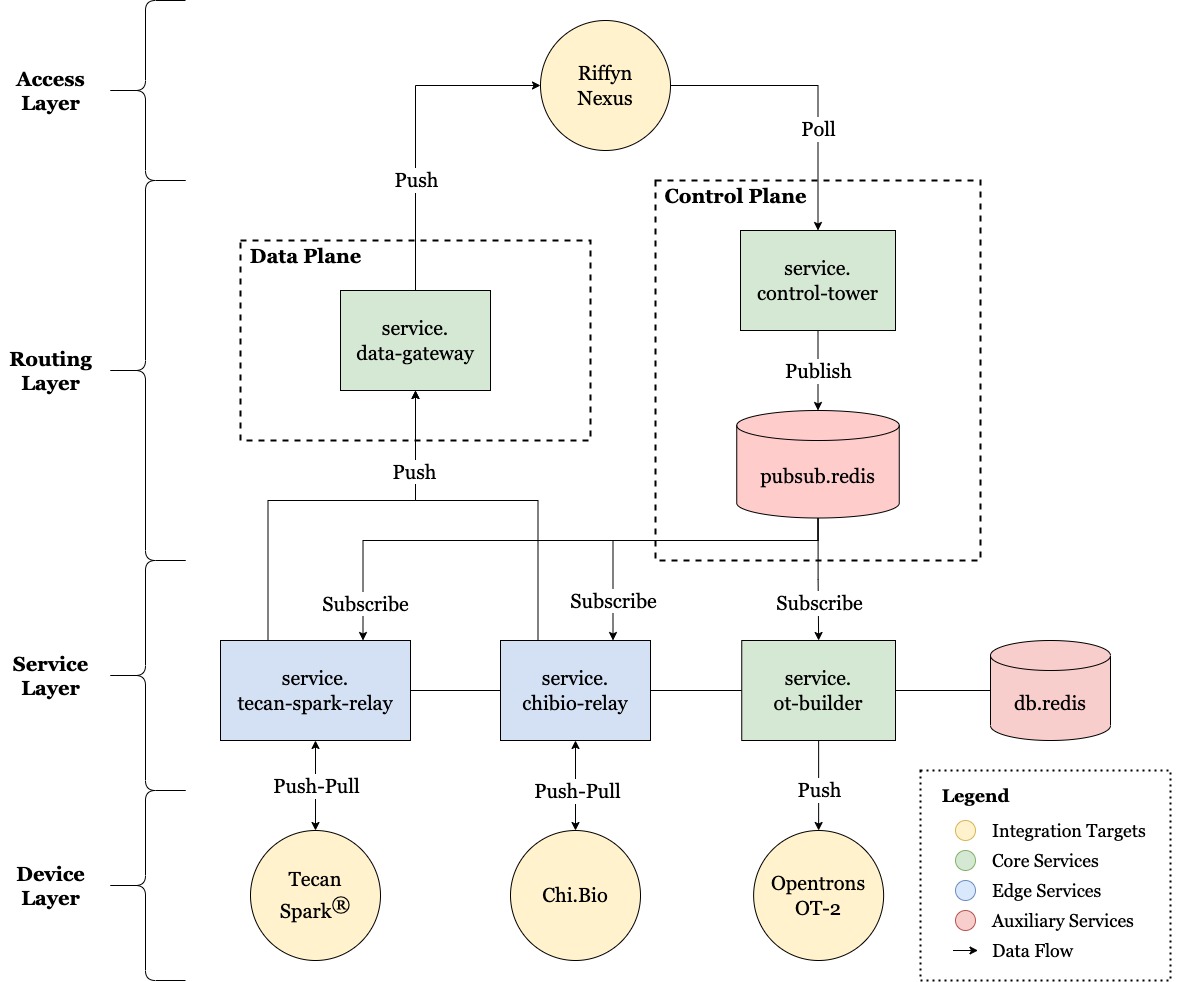 Access
Layer
Riffyn
Nexus
Poll
Push
Control Plane
Data Plane
service.
control-tower
service.
data-gateway
Routing
Layer
Publish
Push
pubsub.redis
Subscribe
Subscribe
Subscribe
Service
Layer
service.
tecan-spark-relay
service.
chibio-relay
service.
ot-builder
db.redis
Push-Pull
Push-Pull
Push
Device
Layer
Tecan
Spark®
Chi.Bio
Opentrons
OT-2
Legend
Integration Targets
Core Services
Edge Services
Auxiliary Services
Data Flow